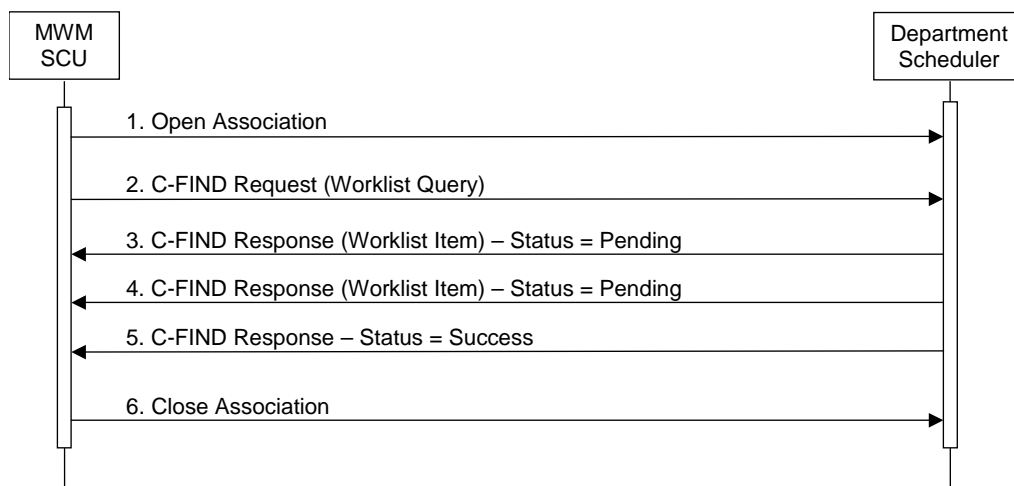 MWM
SCU
Department
Scheduler
1. Open Association
2. C-FIND Request (Worklist Query)
3. C-FIND Response (Worklist Item) – Status = Pending
4. C-FIND Response (Worklist Item) – Status = Pending
5. C-FIND Response – Status = Success
6. Close Association